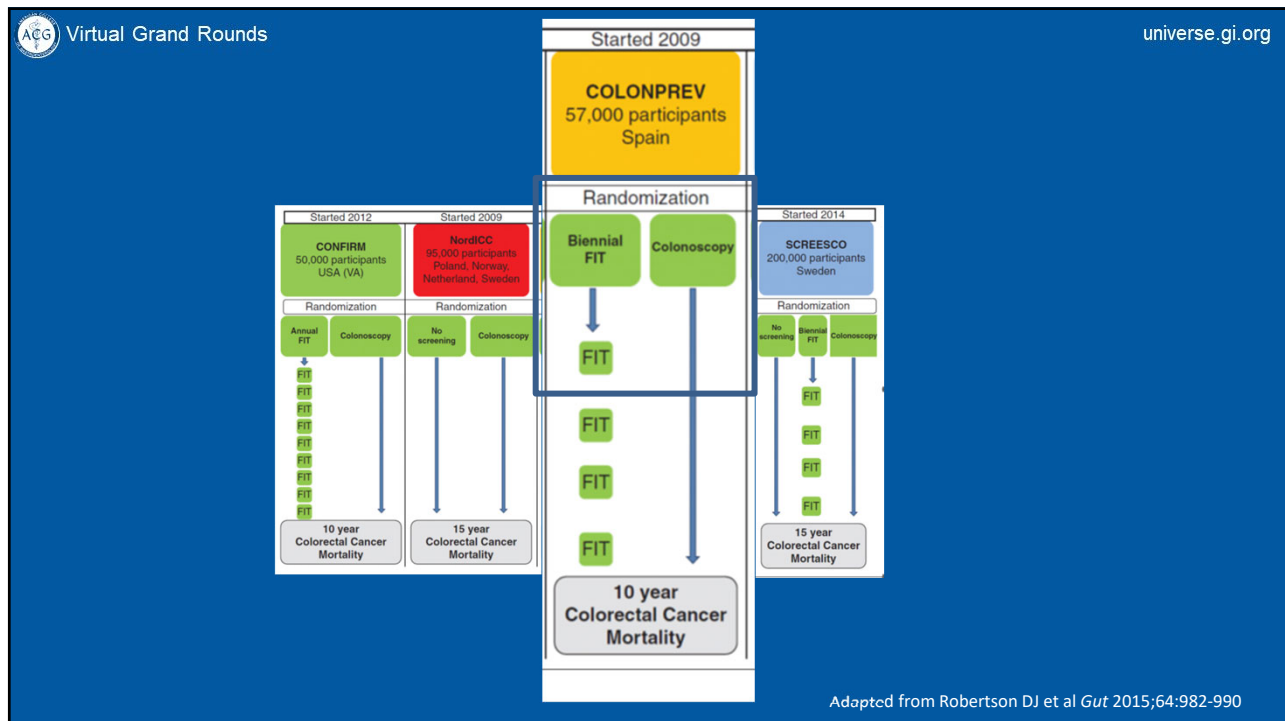 ACG
Virtual Grand Rounds
universe.gi.org
Started 2012
CONFIRM
50,000 participants
USA (VA)
Randomization
Annual
FIT
Colonoscopy
FIT
FIT
FIT
FIT
FIT
FIT
FIT
FIT
FIT
10 year
Colorectal Cancer
Mortality
Started 2009
NordICC
95,000 participants
Poland, Norway,
Netherland, Sweden
Randomization
No
screening
Colonoscopy
15 year
Colorectal Cancer
Mortality
Started 2009
COLONPREV
57,000 participants
Spain
Randomization
Biennial
FIT
Colonoscopy
FIT
FIT
FIT
FIT
10 year
Colorectal Cancer
Mortality
Started 2014
SCREESCO
200,000 participants
Sweden
Randomization
No
screening
Biennial
FIT
Colonoscopy
FIT
FIT
FIT
FIT
15 year
Colorectal Cancer
Mortality
Adapted from Robertson DJ et al Gut 2015;64:982-990